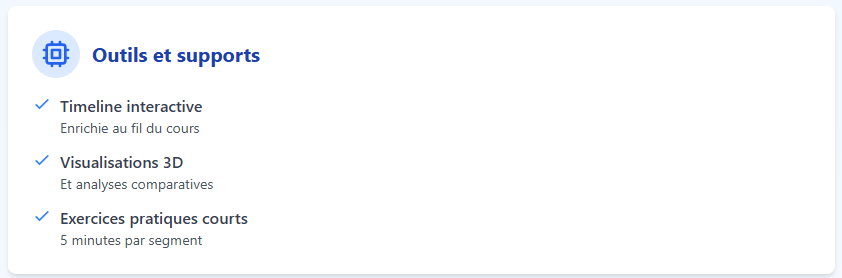 Outils et supports
Timeline interactive
Enrichie au fil du cours
Visualisations 3D
Et analyses comparatives
Exercices pratiques courts
5 minutes par segment